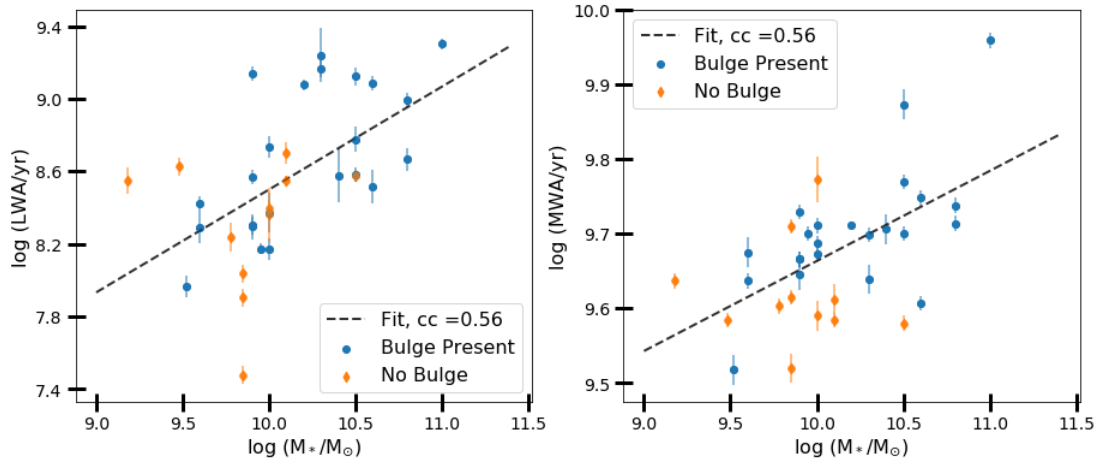 9.4
9.0
8.6
8.2
7.8
7.4
log (LWA/yr)
Fit, cc =0.56
Bulge Present
No Bulge
9.0 9.5 10.0 10.5 11.0 11.5
log (M*/M⊙)
10.0
9.9
9.8
9.7
9.6
9.5
log (MWA/yr)
Fit, cc =0.56
Bulge Present
No Bulge
9.0 9.5 10.0 10.5 11.0 11.5
log (M*/M⊙)